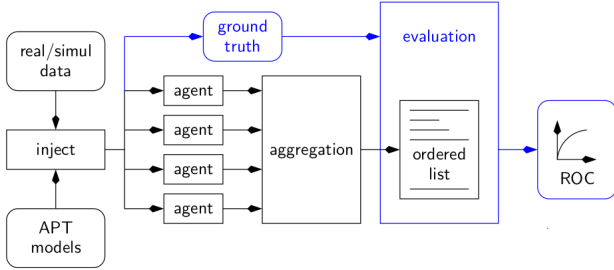 real/simul
data
inject
APT
models
ground
truth
agent
agent
agent
agent
aggregation
evaluation
ordered
list
ROC